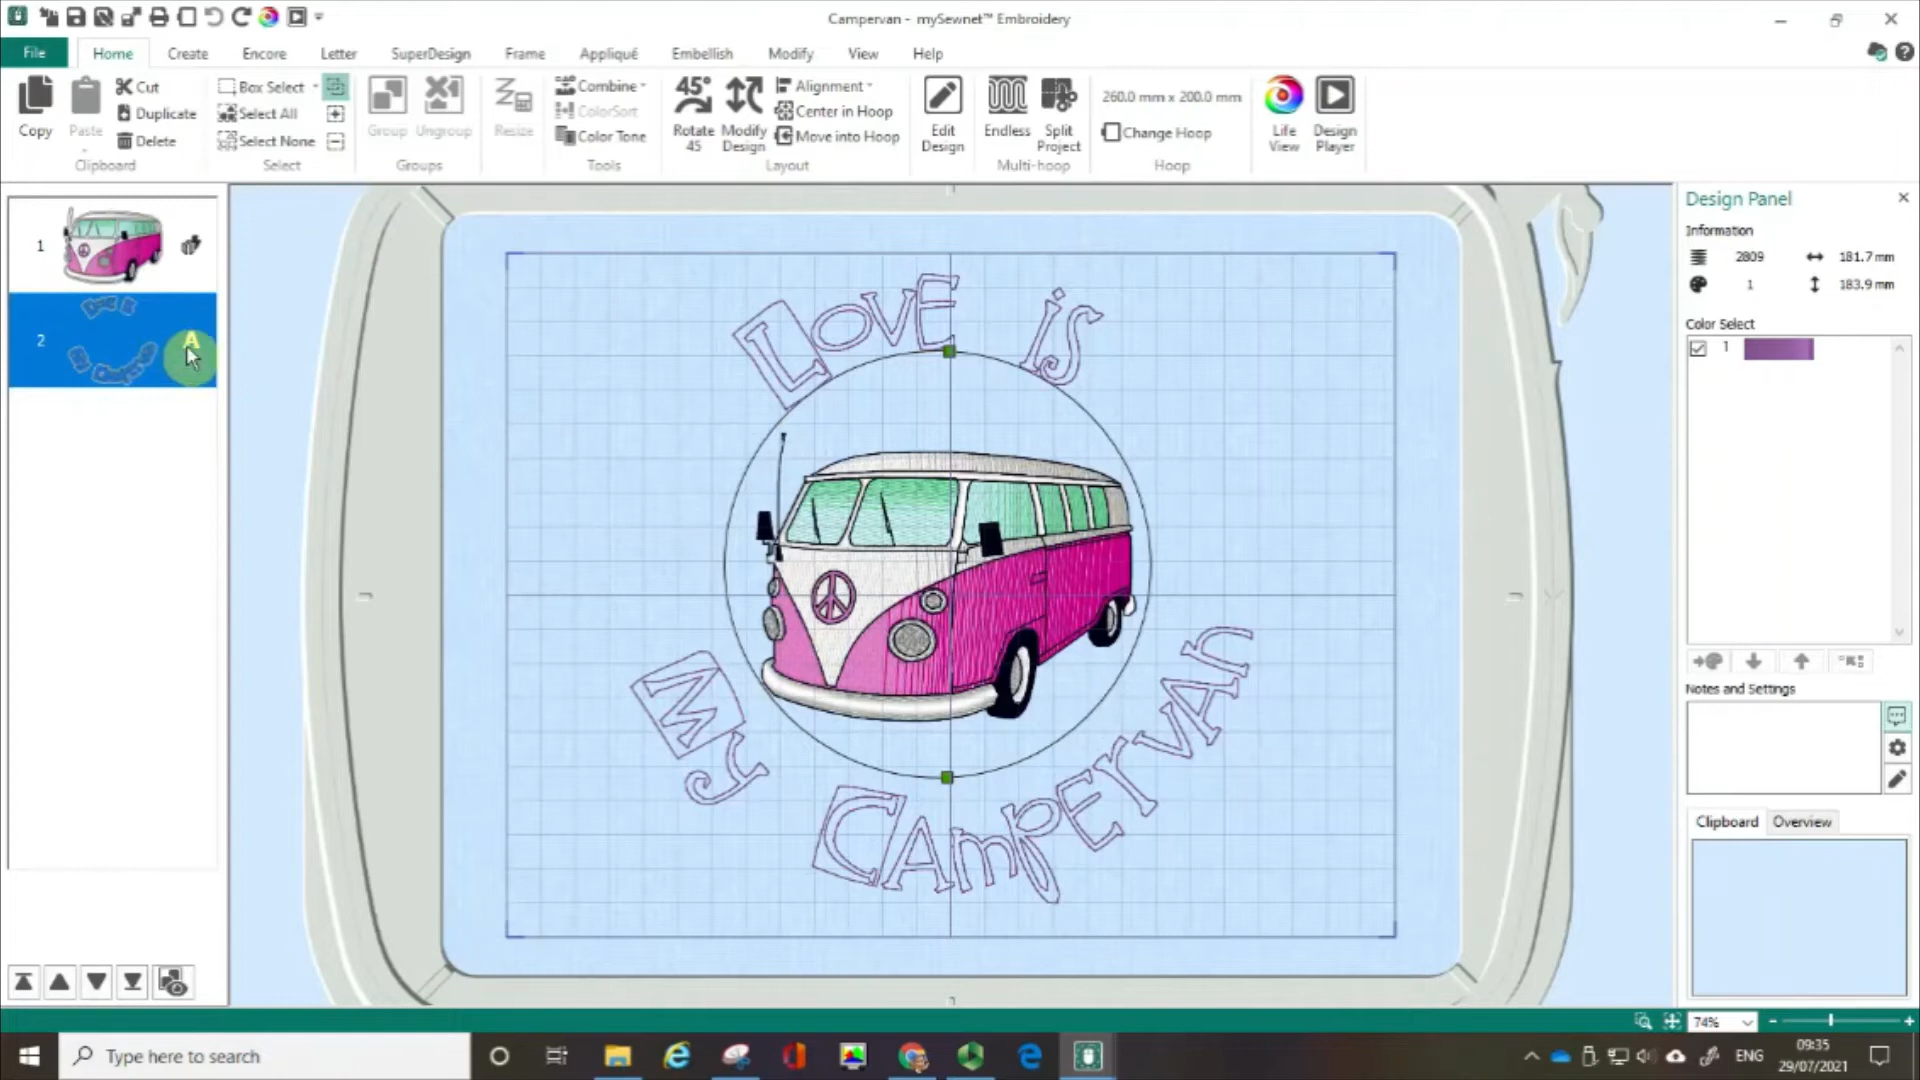 Campervan - mySewnet™ Embroidery
File Home Create Encore Letter SuperDesign Frame Appliqué Embellish Modify View Help
Copy Paste Cut Duplicate Delete
Clipboard
Box Select
Select All
Select None
Select
Group Ungroup
Groups
Resize
Combine
ColorSort
Color Tone
Tools
Rotate 45
Modify Design
Alignment
Center in Hoop
Move into Hoop
Layout
Edit Design
Endless
Split Project
Multi-hoop
260.0 mm x 200.0 mm
Change Hoop
Hoop
Life View
Design Player
1
2
A
LOVE is
My Campervan
Design Panel
Information
2809 181.7 mm
1 183.9 mm
Color Select
1
Notes and Settings
Clipboard Overview
74%
Type here to search
ENG
09:35
29/07/2021